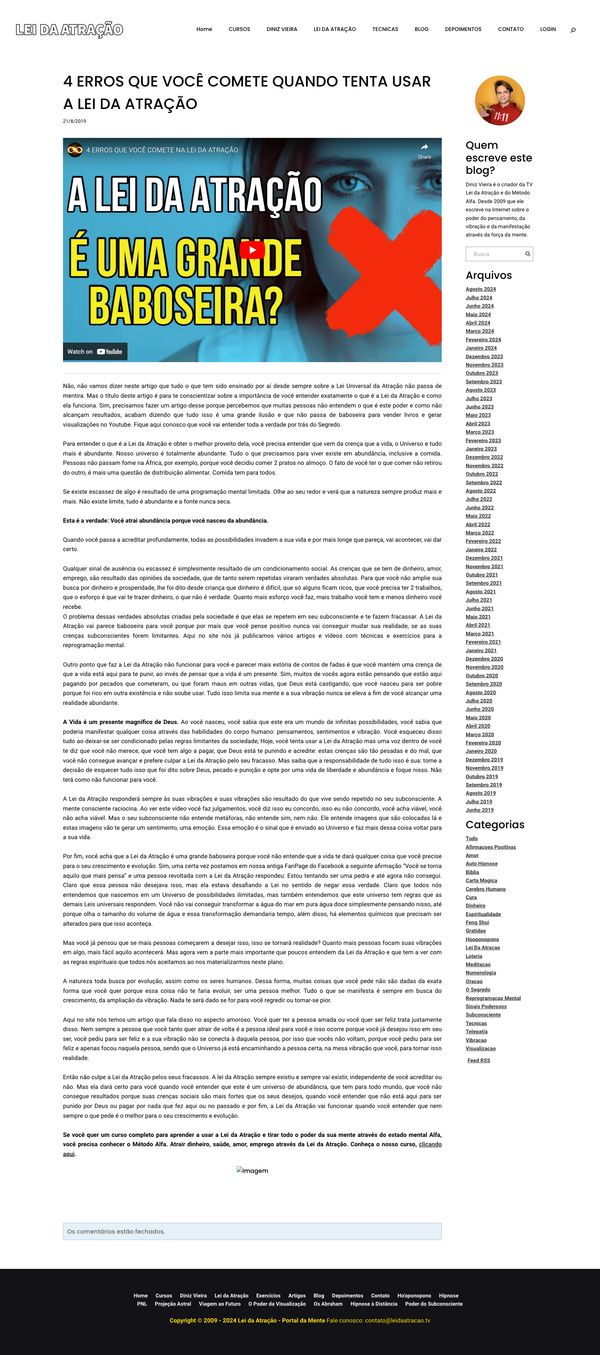 LEI DA ATRAÇÃO
Home CURSOS DINIZ VIEIRA LEI DA ATRAÇÃO TECNICAS BLOG DEPOIMENTOS CONTATO LOGIN
4 ERROS QUE VOCÊ COMETE QUANDO TENTA USAR
A LEI DA ATRAÇÃO
21/8/2019
4 ERROS QUE VOCÊ COMETE NA LEI DA ATRAÇÃO
Share
A LEI DA ATRAÇÃO
É UMA GRANDE
BABOSEIRA?
Watch on YouTube
Não, não vamos dizer neste artigo que tudo o que tem sido ensinado por aí desde sempre sobre a Lei Universal da Atração não passa de
mentira. Mas o título deste artigo é para te conscientizar sobre a importância de você entender exatamente o que é a Lei da Atração e como
ela funciona. Sim, precisamos fazer um artigo desse porque percebemos que muitas pessoas não entendem o que é este poder e como não
alcançam resultados, acabam dizendo que tudo isso é uma grande ilusão e que não passa de baboseira para vender livros e gerar
visualizações no Youtube. Fique aqui conosco que você vai entender toda a verdade por trás do Segredo.
Para entender o que é a Lei da Atração e obter o melhor proveito dela, você precisa entender que vem da crença que a vida, o Universo e tudo
mais é abundante. Nosso universo é totalmente abundante. Tudo o que precisamos para viver existe em abundância, inclusive a comida.
Pessoas não passam fome na África, por exemplo, porque você decidiu comer 2 pratos no almoço. O fato de você ter o que comer não retirou
do outro, é mais uma questão de distribuição alimentar. Comida tem para todos.
Se existe escassez de algo é resultado de uma programação mental limitada. Olhe ao seu redor e verá que a natureza sempre produz mais e
mais. Não existe limite, tudo é abundante e a fonte nunca seca.
Esta é a verdade: Você atrai abundância porque você nasceu da abundância.
Quando você passa a acreditar profundamente, todas as possibilidades invadem a sua vida e por mais longe que pareça, vai acontecer, vai dar
certo.
Qualquer sinal de ausência ou escassez é simplesmente resultado de um condicionamento social. As crenças que se tem de dinheiro, amor,
emprego, são resultado das opiniões da sociedade, que de tanto serem repetidas viraram verdades absolutas. Para que você não amplie sua
busca por dinheiro e prosperidade, lhe foi dito desde criança que dinheiro é difícil, que só alguns ficam ricos, que você precisa ter 2 trabalhos,
que o esforço é que vai te trazer dinheiro, o que não é verdade. Quanto mais esforço você faz, mais trabalho você tem e menos dinheiro você
recebe.
O problema dessas verdades absolutas criadas pela sociedade é que elas se repetem em seu subconsciente e te fazem fracassar. A Lei da
Atração vai parece baboseira para você porque por mais que você pense positivo nunca vai conseguir mudar sua realidade, se as suas
crenças subconscientes forem limitantes. Aqui no site nós já publicamos vários artigos e vídeos com técnicas e exercícios para a
reprogramação mental.
Outro ponto que faz a Lei da Atração não funcionar para você e parecer mais estória de contos de fadas é que você mantém uma crença de
que a vida está aqui para te punir, ao invés de pensar que a vida é um presente. Sim, muitos de vocês agora estão pensando que estão aqui
pagando por pecados que cometeram, ou que foram maus em outras vidas, que Deus está castigando, que você nasceu para ser pobre
porque foi rico em outra existência e não soube usar. Tudo isso limita sua mente e a sua vibração nunca se eleva a fim de você alcançar uma
realidade abundante.
A Vida é um presente magnífico de Deus. Ao você nasceu, você sabia que este era um mundo de infinitas possibilidades, você sabia que
poderia manifestar qualquer coisa através das habilidades do corpo humano: pensamentos, sentimentos e vibração. Você esqueceu disso
tudo ao deixar-se ser condicionado pelas regras limitantes da sociedade; Hoje, você tenta usar a Lei da Atração mas uma voz dentro de você
te diz que você não merece, que você tem algo a pagar, que Deus está te punindo e acredite: estas crenças são tão pesadas e do mal, que
você não consegue avançar e prefere culpar a Lei da Atração pelo seu fracasso. Mas saiba que a responsabilidade de tudo isso é sua: tome a
decisão de esquecer tudo isso que foi dito sobre Deus, pecado e punição e opte por uma vida de liberdade e abundância e foque nisso. Não
terá como não funcionar para você.
A Lei da Atração responderá sempre às suas vibrações e suas vibrações são resultado do que vive sendo repetido no seu subconsciente. A
mente consciente raciocina. Ao ver este vídeo você faz julgamentos, você diz isso eu concordo, isso eu não concordo, você acha viável, você
não acha viável. Mas o seu subconsciente não entende metáforas, não entende sim, nem não. Ele entende imagens que são colocadas lá e
estas imagens vão te gerar um sentimento, uma emoção. Essa emoção é o sinal que é enviado ao Universo e faz mais dessa coisa voltar para
a sua vida.
Por fim, você acha que a Lei da Atração é uma grande baboseira porque você não entende que a vida te dará qualquer coisa que você precise
para o seu crescimento e evolução. Sim, uma certa vez postamos em nossa antiga FanPage do Facebook a seguinte afirmação "Você se torna
aquilo que mais pensa" e uma pessoa revoltada com a Lei da Atração respondeu: Estou tentando ser uma pedra e até agora não consegui.
Claro que essa pessoa não desejava isso, mas ela estava desafiando a Lei no sentido de negar essa verdade. Claro que todos nós
entendemos que nascemos em um Universo de possibilidades ilimitadas, mas também entendemos que este universo tem regras que as
demais Leis universais respondem. Você não vai conseguir transformar a água do mar em pura água doce simplesmente pensando nisso, até
porque olha o tamanho do volume de água e essa transformação demandaria tempo, além disso, há elementos químicos que precisam ser
alterados para que isso aconteça.
Mas você já pensou que se mais pessoas começarem a desejar isso, isso se tornará realidade? Quanto mais pessoas focam suas vibrações
em algo, mais fácil aquilo acontecerá. Mas agora vem a parte mais importante que poucos entendem da Lei da Atração e que tem a ver com
as regras espirituais que todos nós aceitamos ao nos materializarmos neste plano.
A natureza toda busca por evolução, assim como os seres humanos. Dessa forma, muitas coisas que você pede não são dadas da exata
forma que você quer porque essa coisa não te faria evoluir, ser uma pessoa melhor. Tudo o que se manifesta é sempre em busca do
crescimento, da ampliação da vibração. Nada te será dado se for para você regredir ou tornar-se pior.
Aqui no site nós temos um artigo que fala disso no aspecto amoroso. Você quer ter a pessoa amada ou você quer ser feliz trata justamente
disso. Nem sempre a pessoa que você tanto quer atrair de volta é a pessoa ideal para você e isso ocorre porque você já desejou isso em seu
ser, você pediu para ser feliz e a sua vibração não se conecta à daquela pessoa, por isso que vocês não voltam, porque você pediu para ser
feliz e apenas focou naquela pessoa, sendo que o Universo já está encaminhando a pessoa certa, na mesa vibração que você, para tornar isso
realidade.
Então não culpe a Lei da Atração pelos seus fracassos. A lei da Atração sempre existiu e sempre vai existir, independente de você acreditar ou
não. Mas ela dará certo para você quando você entender que este é um universo de abundância, que tem para todo mundo, que você não
consegue resultados porque suas crenças sociais são mais fortes que os seus desejos, quando você entender que não está aqui para ser
punido por Deus ou pagar por nada que fez aqui ou no passado e por fim, a Lei da Atração vai funcionar quando você entender que nem
sempre o que pede é o melhor para o seu crescimento e evolução.
Se você quer um curso completo para aprender a usar a Lei da Atração e tirar todo o poder da sua mente através do estado mental Alfa,
você precisa conhecer o Método Alfa. Atrair dinheiro, saúde, amor, emprego através da Lei da Atração. Conheça o nosso curso, clicando
aqui.
Imagem
Os comentários estão fechados.
11:11
Quem
escreve este
blog?
Diniz Vieira é o criador da TV
Lei da Atração e do Método
Alfa. Desde 2009 que ele
escreve na Internet sobre o
poder do pensamento, da
vibração e da manifestação
através da força da mente.
Busca
Arquivos
Agosto 2024
Julho 2024
Junho 2024
Maio 2024
Abril 2024
Março 2024
Fevereiro 2024
Janeiro 2024
Dezembro 2023
Novembro 2023
Outubro 2023
Setembro 2023
Agosto 2023
Julho 2023
Junho 2023
Maio 2023
Abril 2023
Março 2023
Fevereiro 2023
Janeiro 2023
Dezembro 2022
Novembro 2022
Outubro 2022
Setembro 2022
Agosto 2022
Julho 2022
Junho 2022
Maio 2022
Abril 2022
Março 2022
Fevereiro 2022
Janeiro 2022
Dezembro 2021
Novembro 2021
Outubro 2021
Setembro 2021
Agosto 2021
Julho 2021
Junho 2021
Maio 2021
Abril 2021
Março 2021
Fevereiro 2021
Janeiro 2021
Dezembro 2020
Novembro 2020
Outubro 2020
Setembro 2020
Agosto 2020
Julho 2020
Junho 2020
Maio 2020
Abril 2020
Março 2020
Fevereiro 2020
Janeiro 2020
Dezembro 2019
Novembro 2019
Outubro 2019
Setembro 2019
Agosto 2019
Julho 2019
Junho 2019
Categorias
Tudo
Afirmacoes Positivas
Amor
Auto Hipnose
Biblia
Carta Magica
Cerebro Humano
Cura
Dinheiro
Espiritualidade
Feng Shui
Gratidao
Hooponopono
Lei Da Atracao
Loteria
Meditacao
Numerologia
Oracao
O Segredo
Reprogramacao Mental
Sinais Poderosos
Subconsciente
Tecnicas
Telepatia
Vibracao
Visualizacao
Feed RSS
Home Cursos Diniz Vieira Lei da Atração Exercícios Artigos Blog Depoimentos Contato Ho'oponopono Hipnose
PNL Projeção Astral Viagem ao Futuro O Poder da Visualização Os Abraham Hipnose à Distância Poder do Subconsciente
Copyright © 2009 - 2024 Lei da Atração - Portal da Mente Fale conosco: contato@leidaatracao.tv